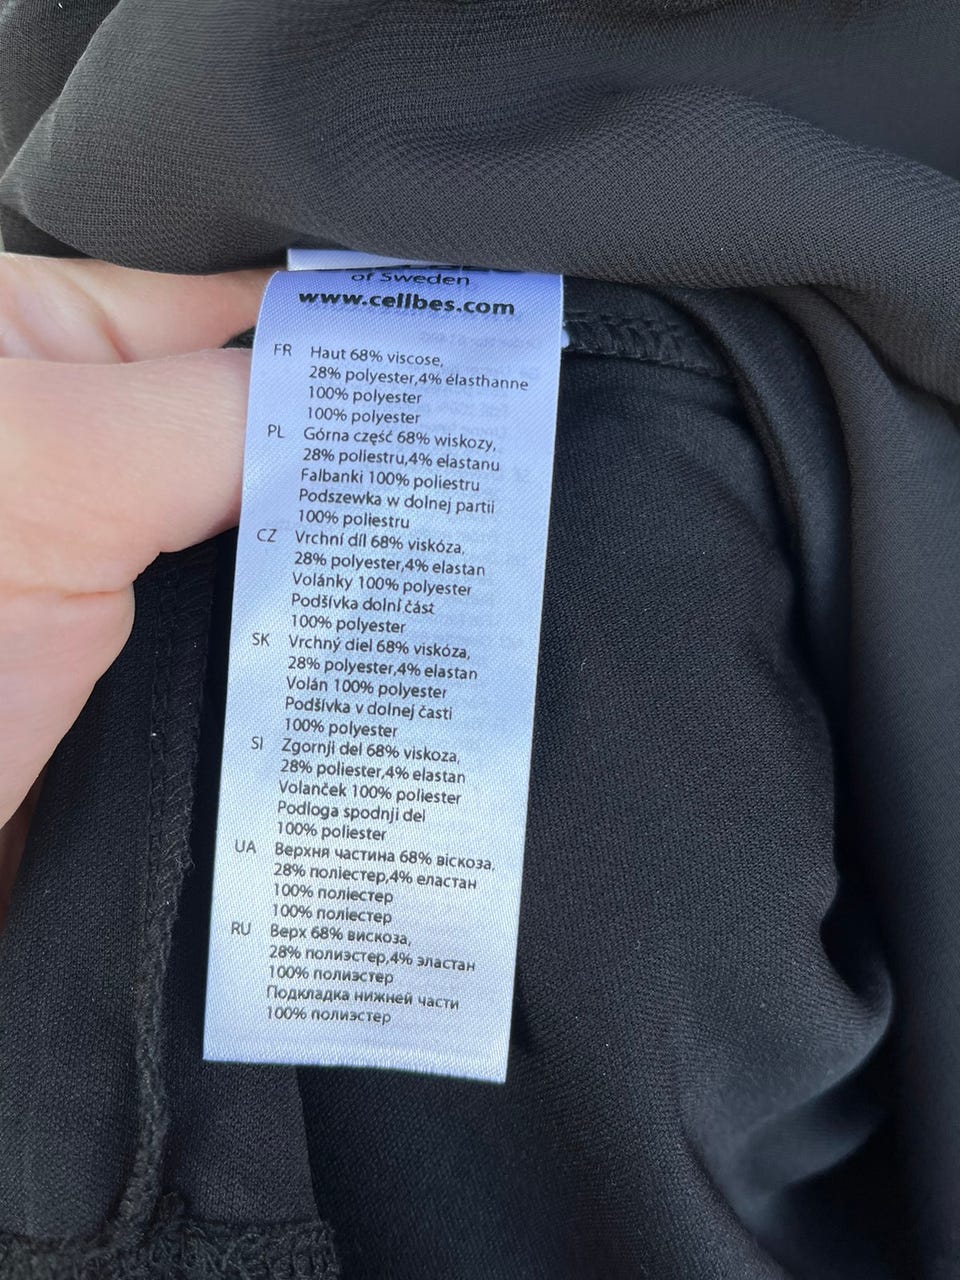 of Sweden
www.cellbes.com
FR Haut 68% viscose,
28% polyester,4% élasthanne
100% polyester
100% polyester
PL Górna część 68% wiskozy,
28% poliestru,4% elastanu
Falbanki 100% poliestru
Podszewka w dolnej partii
100% poliestru
CZ Vrchní díl 68% viskóza,
28% polyester,4% elastan
Volánky 100% polyester
Podšívka dolní část
100% polyester
SK Vrchný diel 68% viskóza,
28% polyester,4% elastan
Volán 100% polyester
Podšívka v dolnej časti
100% polyester
SI Zgornji del 68% viskoza,
28% poliester,4% elastan
Volanček 100% poliester
Podloga spodnji del
100% poliester
UA Верхня частина 68% віскоза,
28% поліестер,4% еластан
100% поліестер
100% поліестер
RU Верх 68% вискоза,
28% полиэстер,4% эластан
100% полиэстер
Подкладка нижней части
100% полиэстер